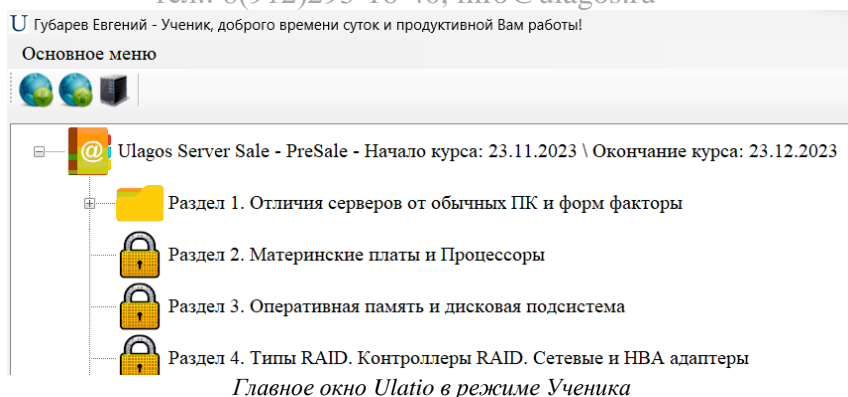 U Губарев Евгений - Ученик, доброго времени суток и продуктивной Вам работы!
Основное меню
@ Ulagos Server Sale - PreSale - Начало курса: 23.11.2023 \ Окончание курса: 23.12.2023
Раздел 1. Отличия серверов от обычных ПК и форм факторы
Раздел 2. Материнские платы и Процессоры
Раздел 3. Оперативная память и дисковая подсистема
Раздел 4. Типы RAID. Контроллеры RAID. Сетевые и HBA адаптеры
Главное окно Ulatio в режиме Ученика